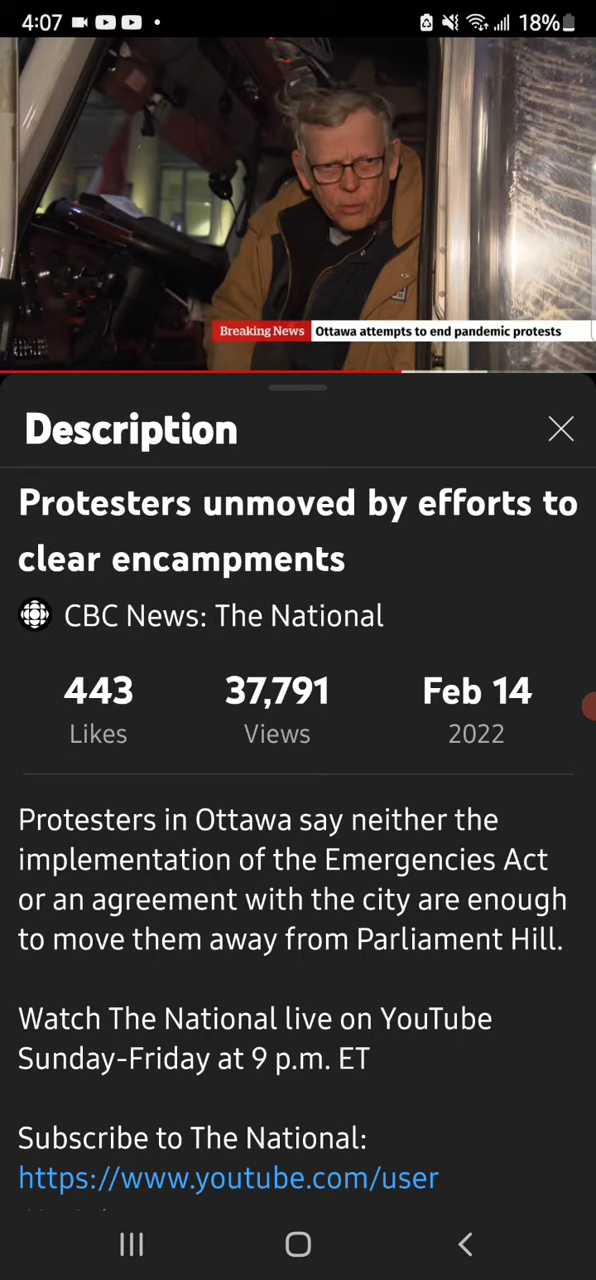 4:07
18%
Breaking News Ottawa attempts to end pandemic protests
Description
Protesters unmoved by efforts to
clear encampments
CBC News: The National
443 37,791 Feb 14
Likes Views 2022
Protesters in Ottawa say neither the
implementation of the Emergencies Act
or an agreement with the city are enough
to move them away from Parliament Hill.
Watch The National live on YouTube
Sunday-Friday at 9 p.m. ET
Subscribe to The National:
https://www.youtube.com/user